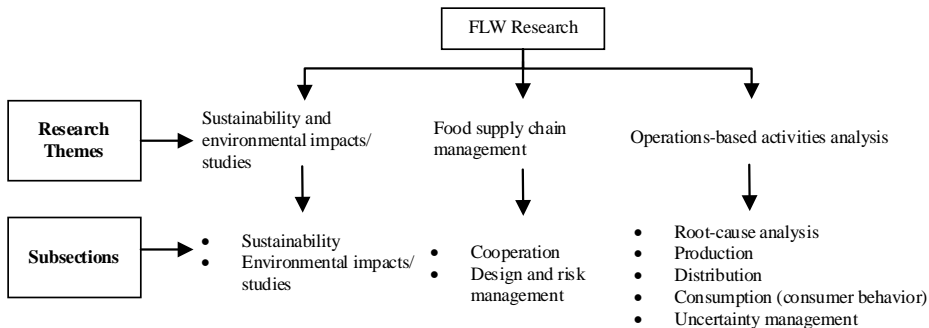 FLW Research
Research
Themes
Sustainability and
environmental impacts/
studies
Food supply chain
management
Operations-based activities analysis
Subsections
• Sustainability
• Environmental impacts/
studies
• Cooperation
• Design and risk
management
• Root-cause analysis
• Production
• Distribution
• Consumption (consumer behavior)
• Uncertainty management